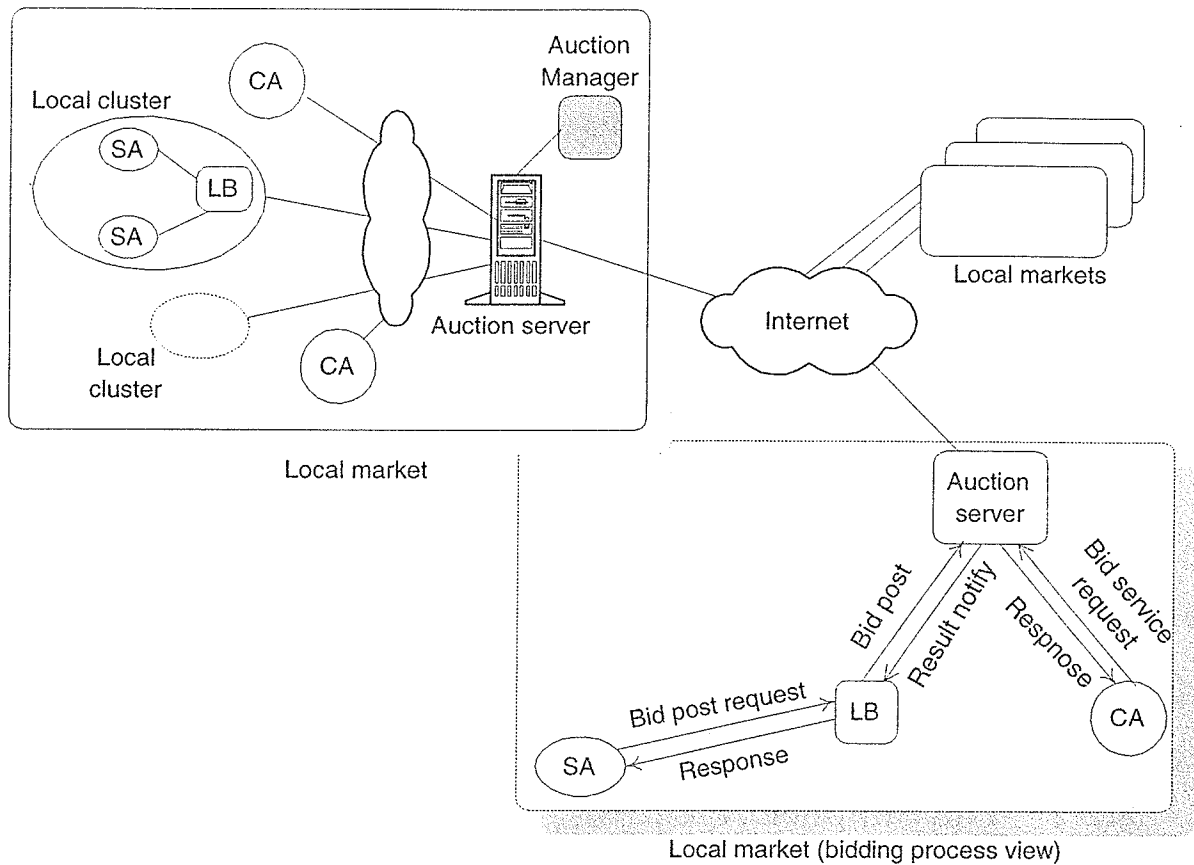 Auction
Manager
CA
Local cluster
SA
LB
SA
Auction server
Local
cluster
CA
Local market
Local markets
Internet
Auction
server
Bid post
Result notify
Bid service
request
Respnose
Bid post request
LB
CA
SA
Response
Local market (bidding process view)